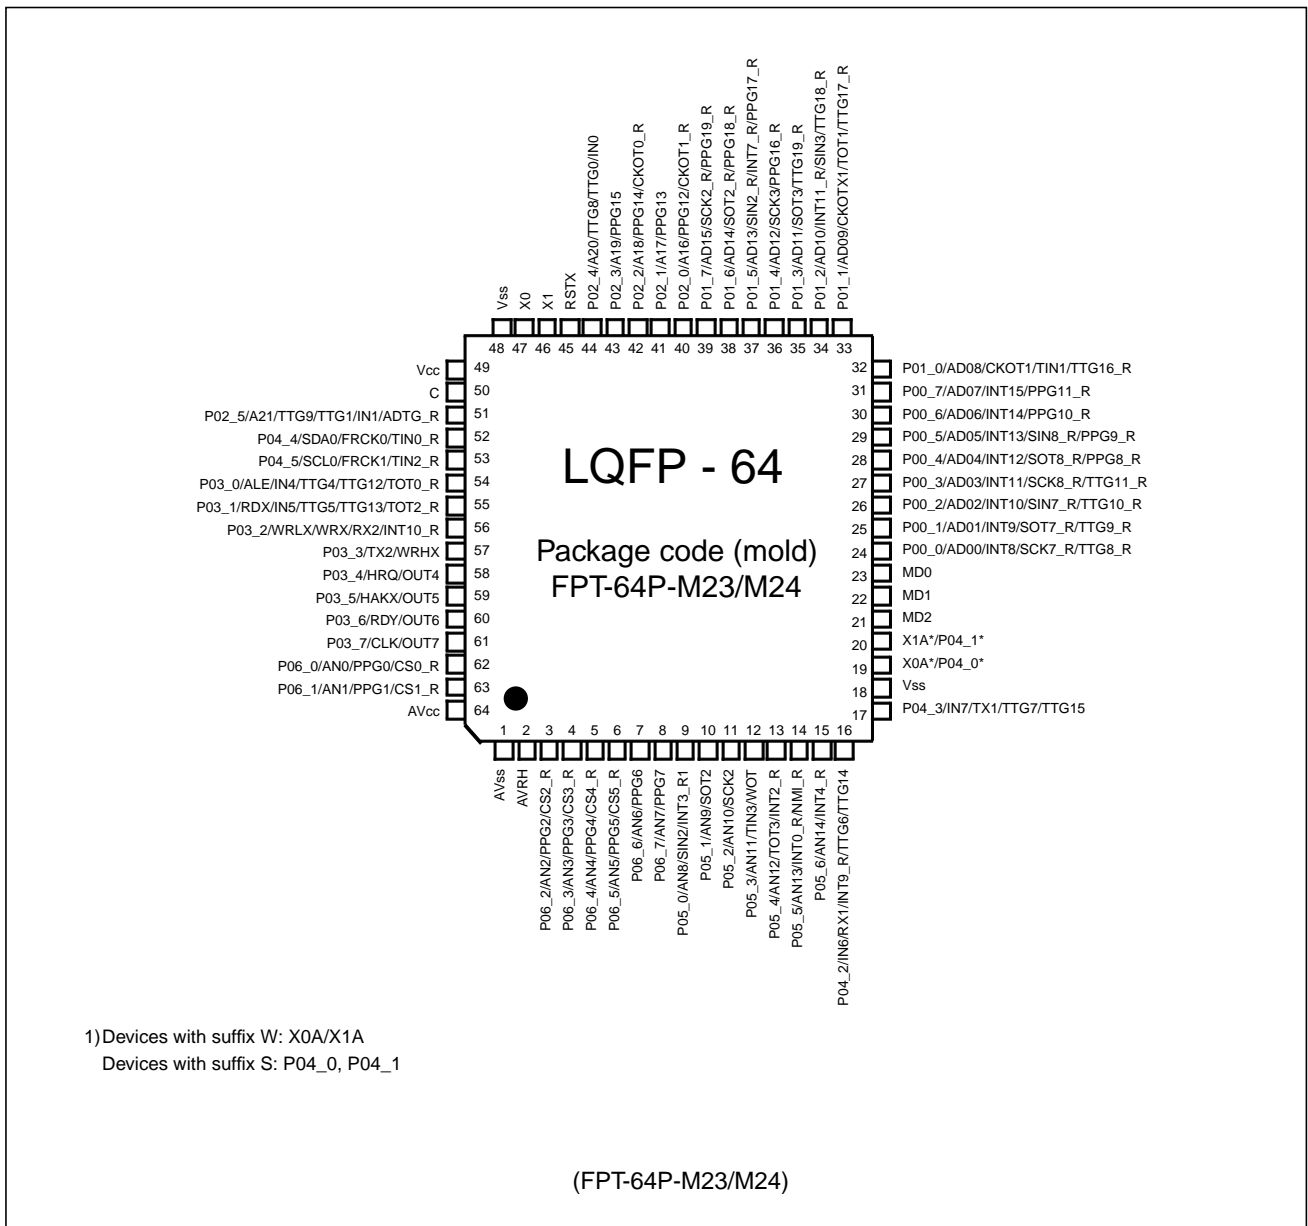 P02_4/A20/TTG8/TTG0/IN0
P02_3/A19/PPG15
P02_2/A18/PPG14/CKOT0_R
P02_1/A17/PPG13
P02_0/A16/PPG12/CKOT1_R
P01_7/AD15/SCK2_R/PPG19_R
P01_6/AD14/SOT2_R/PPG18_R
P01_5/AD13/SIN2_R/INT7_R/PPG17_R
P01_4/AD12/SCK3/PPG16_R
P01_3/AD11/SOT3/TTG19_R
P01_2/AD10/INT11_R/SIN3/TTG18_R
P01_1/AD09/CKOTX1/TOT1/TTG17_R
Vss
X0
X1
RSTX
48 47 46 45 44 43 42 41 40 39 38 37 36 35 34 33
Vcc 49
C 50
P02_5/A21/TTG9/TTG1/IN1/ADTG_R 51
P04_4/SDA0/FRCK0/TIN0_R 52
P04_5/SCL0/FRCK1/TIN2_R 53
P03_0/ALE/IN4/TTG4/TTG12/TOT0_R 54
P03_1/RDX/IN5/TTG5/TTG13/TOT2_R 55
P03_2/WRLX/WRX/RX2/INT10_R 56
P03_3/TX2/WRHX 57
P03_4/HRQ/OUT4 58
P03_5/HAKX/OUT5 59
P03_6/RDY/OUT6 60
P03_7/CLK/OUT7 61
P06_0/AN0/PPG0/CS0_R 62
P06_1/AN1/PPG1/CS1_R 63
AVcc 64
LQFP - 64
Package code (mold)
FPT-64P-M23/M24
32 P01_0/AD08/CKOT1/TIN1/TTG16_R
31 P00_7/AD07/INT15/PPG11_R
30 P00_6/AD06/INT14/PPG10_R
29 P00_5/AD05/INT13/SIN8_R/PPG9_R
28 P00_4/AD04/INT12/SOT8_R/PPG8_R
27 P00_3/AD03/INT11/SCK8_R/TTG11_R
26 P00_2/AD02/INT10/SIN7_R/TTG10_R
25 P00_1/AD01/INT9/SOT7_R/TTG9_R
24 P00_0/AD00/INT8/SCK7_R/TTG8_R
23 MD0
22 MD1
21 MD2
20 X1A*/P04_1*
19 X0A*/P04_0*
18 Vss
17 P04_3/IN7/TX1/TTG7/TTG15
1 2 3 4 5 6 7 8 9 10 11 12 13 14 15 16
AVss
AVRH
P06_2/AN2/PPG2/CS2_R
P06_3/AN3/PPG3/CS3_R
P06_4/AN4/PPG4/CS4_R
P06_5/AN5/PPG5/CS5_R
P06_6/AN6/PPG6
P06_7/AN7/PPG7
P05_0/AN8/SIN2/INT3_R1
P05_1/AN9/SOT2
P05_2/AN10/SCK2
P05_3/AN11/TIN3/WOT
P05_4/AN12/TOT3/INT2_R
P05_5/AN13/INT0_R/NMI_R
P05_6/AN14/INT4_R
P04_2/IN6/RX1/INT9_R/TTG6/TTG14
1)Devices with suffix W: X0A/X1A
Devices with suffix S: P04_0, P04_1
(FPT-64P-M23/M24)